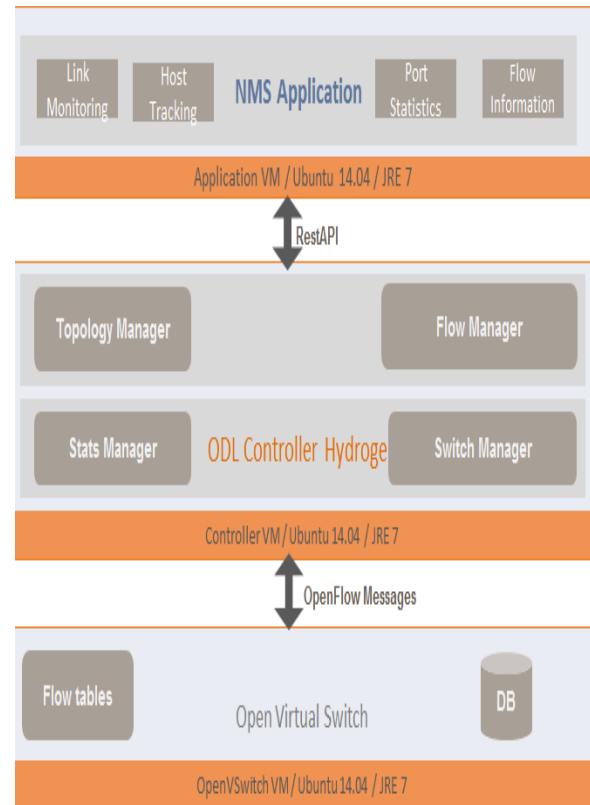 Link
Monitoring
Host
Tracking
NMS Application
Port
Statistics
Flow
Information
Application VM / Ubuntu 14.04 / JRE 7
RestAPI
Topology Manager
Flow Manager
Stats Manager
ODL Controller Hydroge
Switch Manager
Controller VM/ Ubuntu 14.04 / JRE 7
OpenFlow Messages
Flow tables
Open Virtual Switch
DB
OpenVSwitch VM/ Ubuntu 14.04 / JRE 7